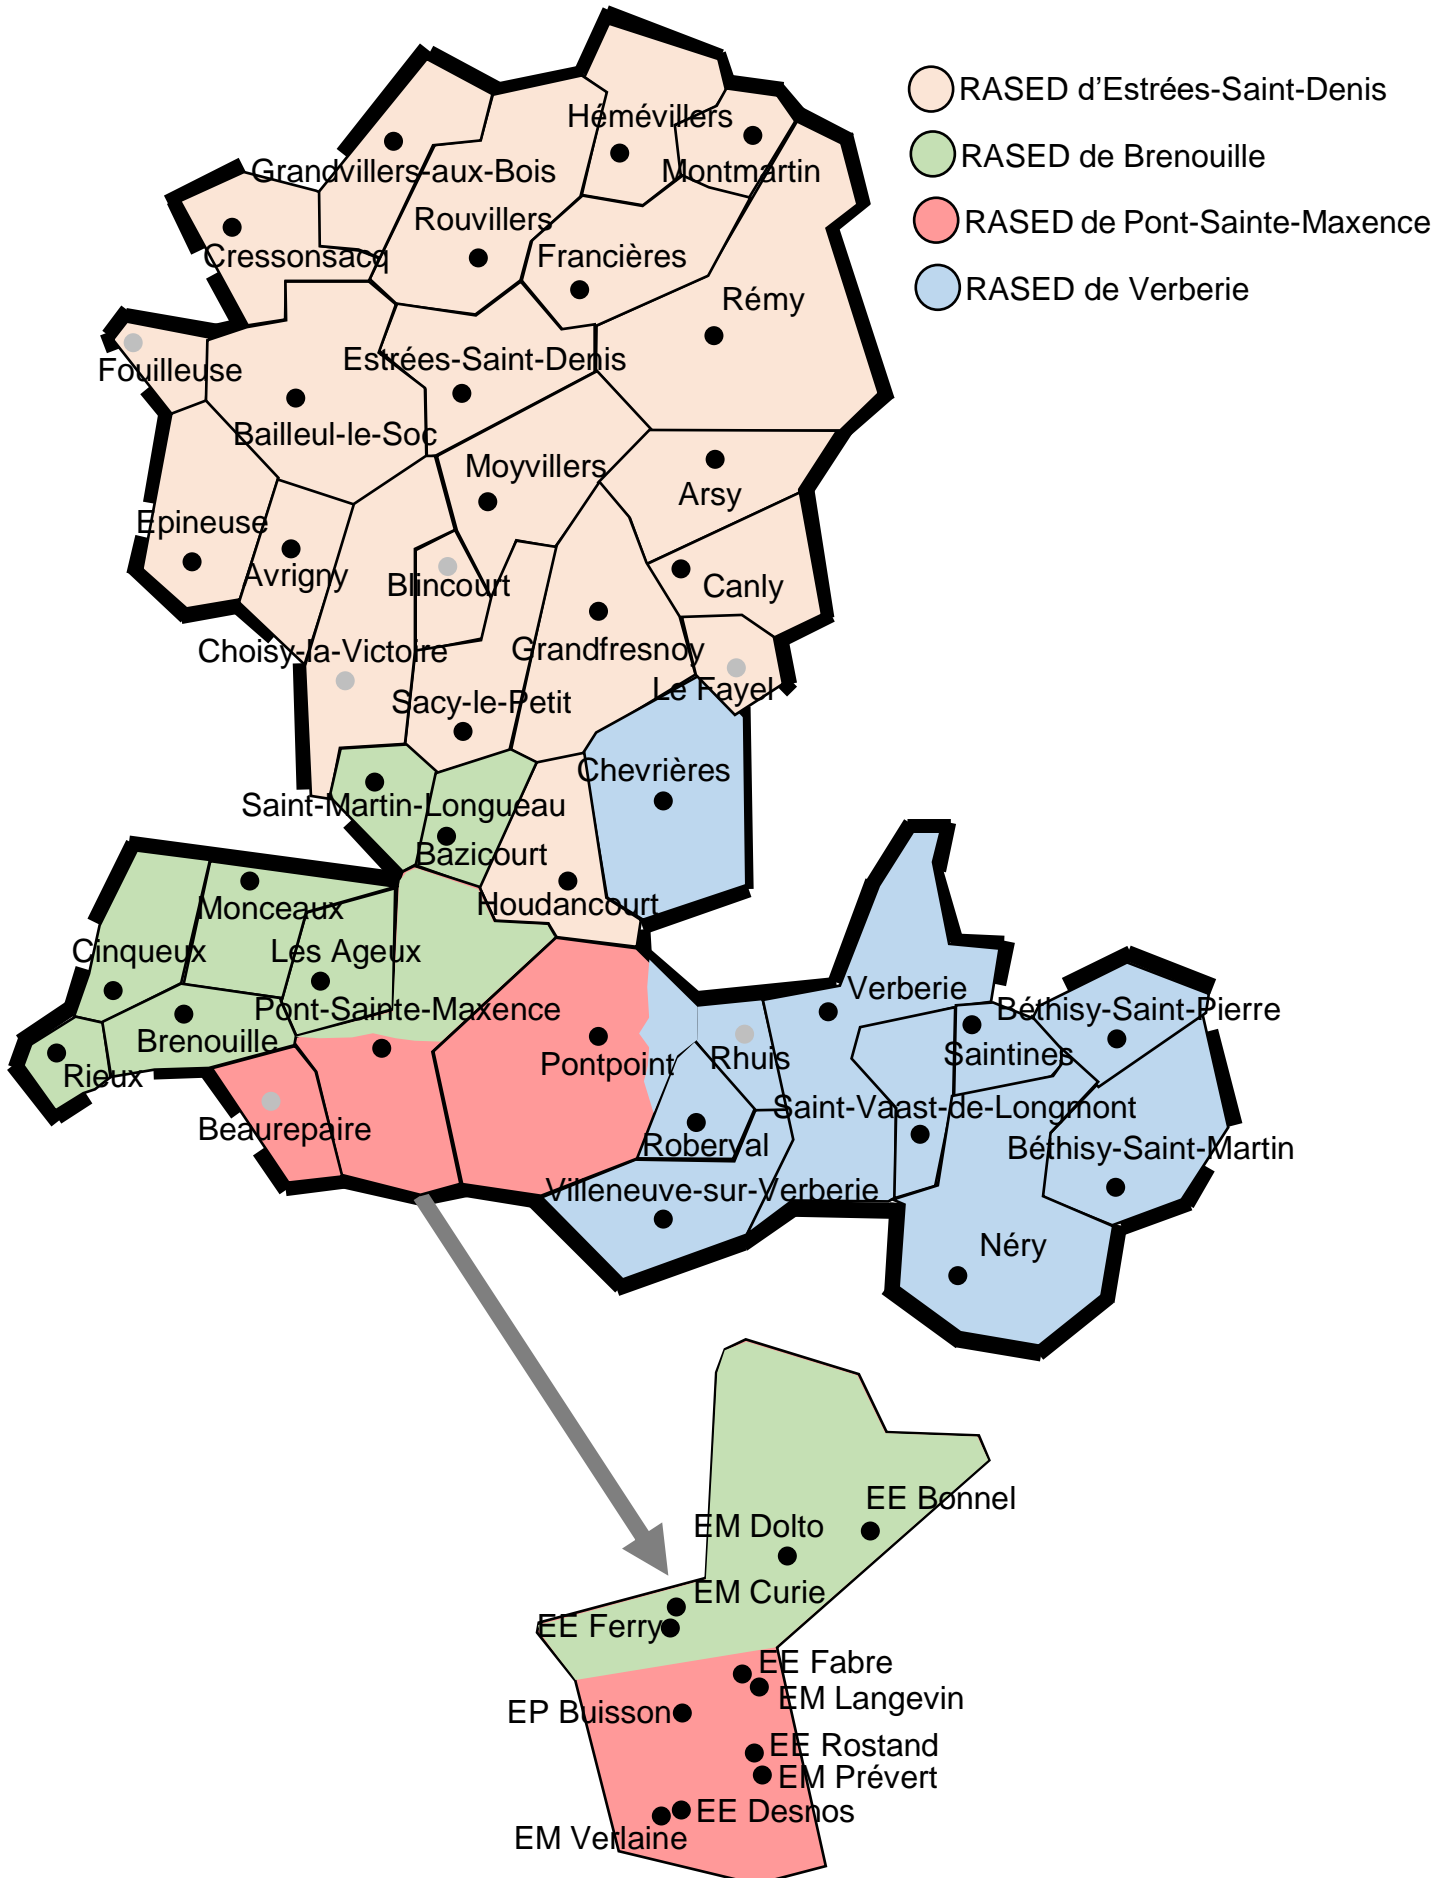 RASED d'Estrées-Saint-Denis
RASED de Brenouille
RASED de Pont-Sainte-Maxence
RASED de Verberie
Hémévillers
Montmartin
Grandvillers-aux-Bois
Rouvillers
Cressonsacq
Francières
Rémy
Estrées-Saint-Denis
Fouilleuse
Bailleul-le-Soc
Moyvillers
Arsy
Epineuse
Avrigny
Blincourt
Canly
Choisy-la-Victoire
Grandfresnoy
Le Fayel
Sacy-le-Petit
Chevrières
Saint-Martin-Longueau
Bazicourt
Houdancourt
Monceaux
Cinqueux
Les Ageux
Pont-Sainte-Maxence
Brenouille
Rieux
Beaurepaire
Pontpoint
Rhuis
Verberie
Béthisy-Saint-Pierre
Saintines
Saint-Vaast-de-Longmont
Roberval
Béthisy-Saint-Martin
Villeneuve-sur-Verberie
Néry
EE Bonnel
EM Dolto
EM Curie
EE Ferry
EE Fabre
EM Langevin
EP Buisson
EE Rostand
EM Prévert
EE Desnos
EM Verlaine